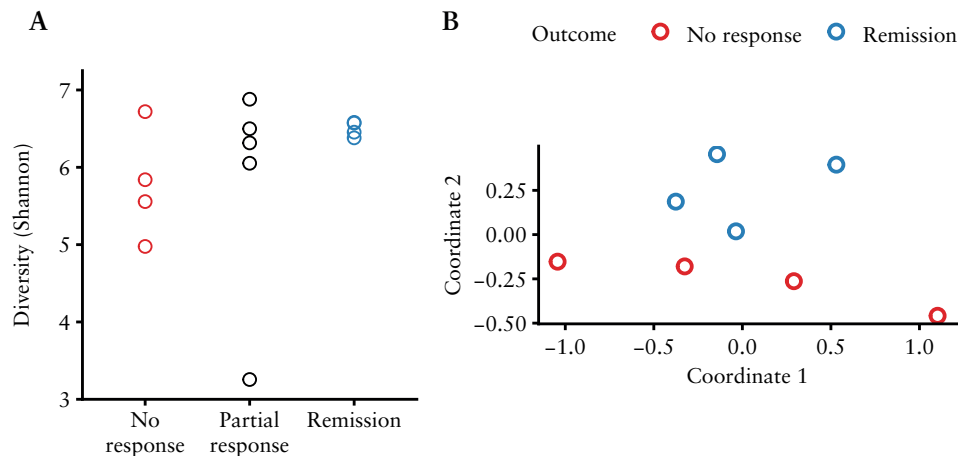 A
Diversity (Shannon)
7
6
5
4
3
No response
Partial response
Remission
B
Outcome No response Remission
Coordinate 2
0.25
0.00
−0.25
−0.50
−1.0 −0.5 0.0 0.5 1.0
Coordinate 1